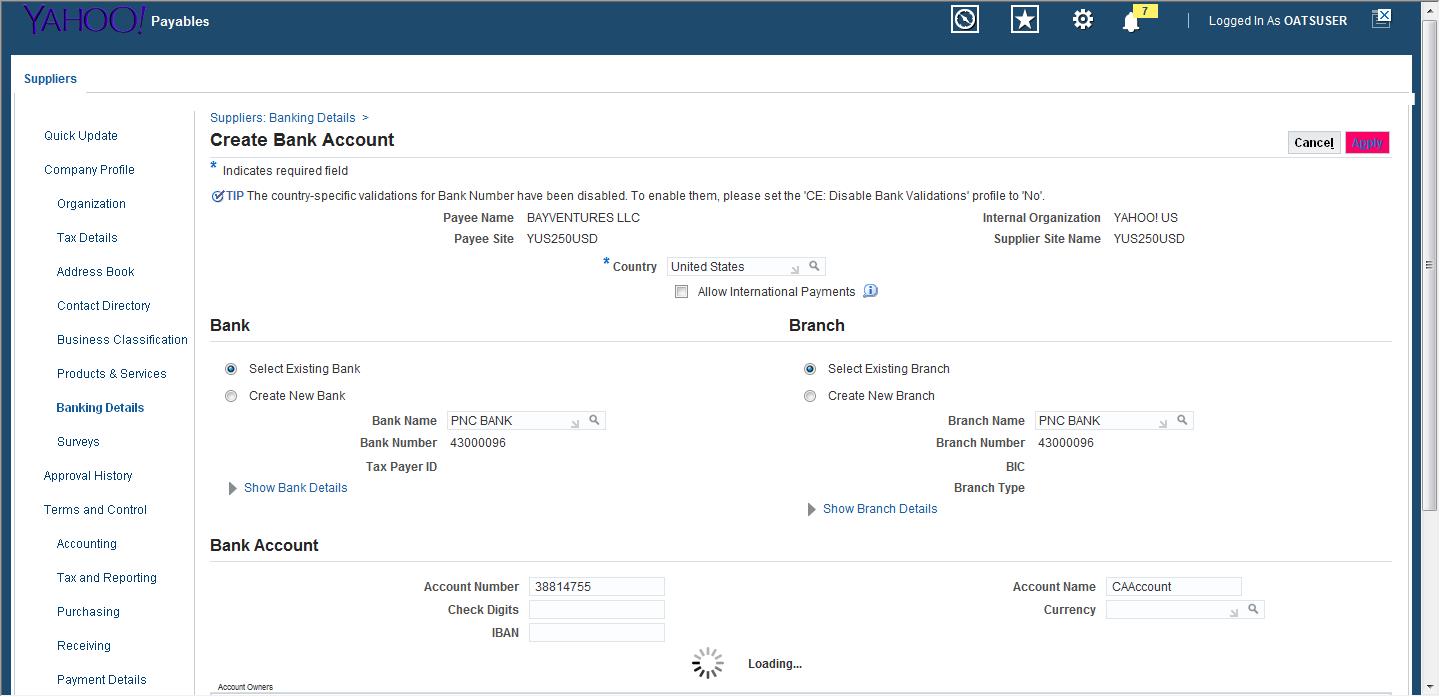 YAHOO! Payables
7
Logged In As OATSUSER
Suppliers
Quick Update
Company Profile
Organization
Tax Details
Address Book
Contact Directory
Business Classification
Products & Services
Banking Details
Surveys
Approval History
Terms and Control
Accounting
Tax and Reporting
Purchasing
Receiving
Payment Details
Suppliers: Banking Details >
Create Bank Account
Cancel Apply
* Indicates required field
TIP The country-specific validations for Bank Number have been disabled. To enable them, please set the 'CE: Disable Bank Validations' profile to 'No'.
Payee Name BAYVENTURES LLC
Internal Organization YAHOO! US
Payee Site YUS250USD
Supplier Site Name YUS250USD
* Country United States
Allow International Payments
Bank
Select Existing Bank
Create New Bank
Bank Name PNC BANK
Bank Number 43000096
Tax Payer ID
Show Bank Details
Branch
Select Existing Branch
Create New Branch
Branch Name PNC BANK
Branch Number 43000096
BIC
Branch Type
Show Branch Details
Bank Account
Account Number 38814755
Check Digits
IBAN
Account Name CAAccount
Currency
Loading...
Account Owners